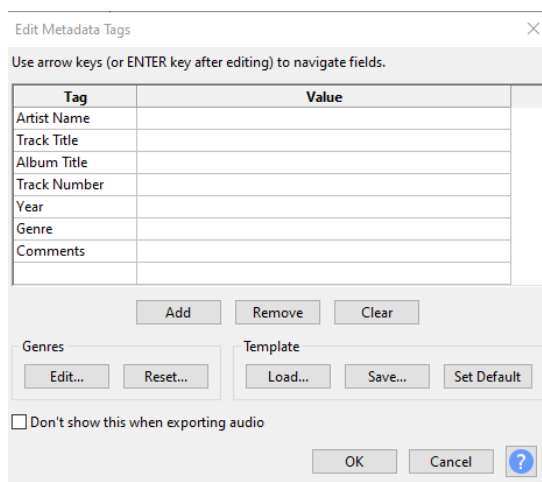 Edit Metadata Tags
Use arrow keys (or ENTER key after editing) to navigate fields.
Tag Value
Artist Name
Track Title
Album Title
Track Number
Year
Genre
Comments
Add Remove Clear
Genres Template
Edit... Reset... Load... Save... Set Default
Don't show this when exporting audio
OK Cancel ?